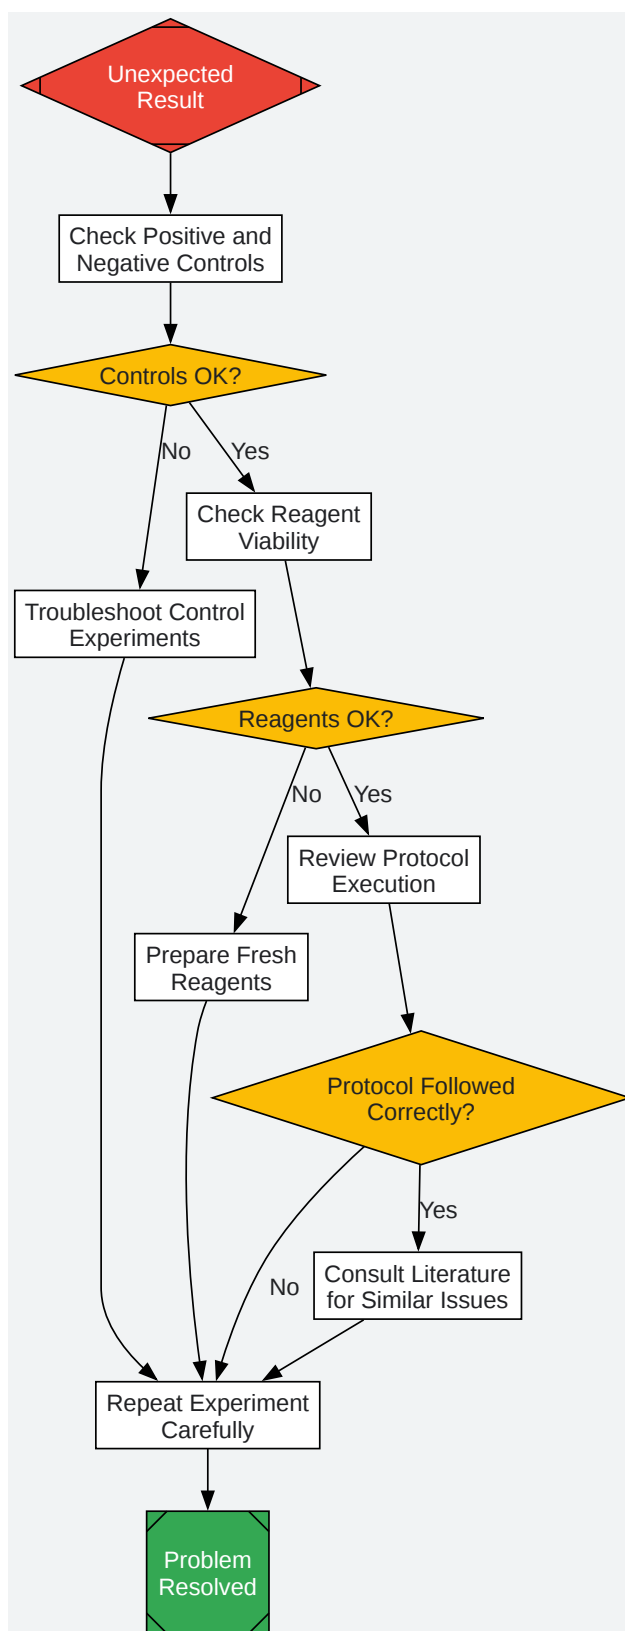 Unexpected
Result
Check Positive and
Negative Controls
Controls OK?
No
Yes
Check Reagent
Viability
Troubleshoot Control
Experiments
Reagents OK?
No
Yes
Review Protocol
Execution
Prepare Fresh
Reagents
Protocol Followed
Correctly?
Yes
No
Consult Literature
for Similar Issues
Repeat Experiment
Carefully
Problem
Resolved